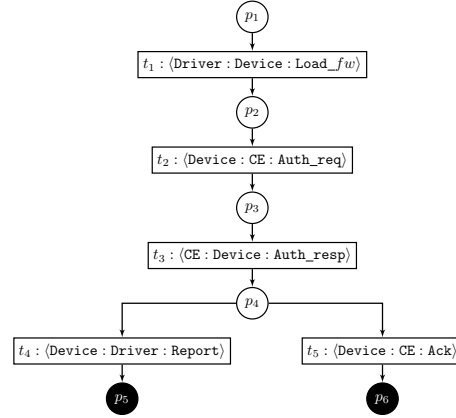 p₁
t₁ : ⟨Driver : Device : Load_fw⟩
p₂
t₂ : ⟨Device : CE : Auth_req⟩
p₃
t₃ : ⟨CE : Device : Auth_resp⟩
p₄
t₄ : ⟨Device : Driver : Report⟩ t₅ : ⟨Device : CE : Ack⟩
p₅ p₆